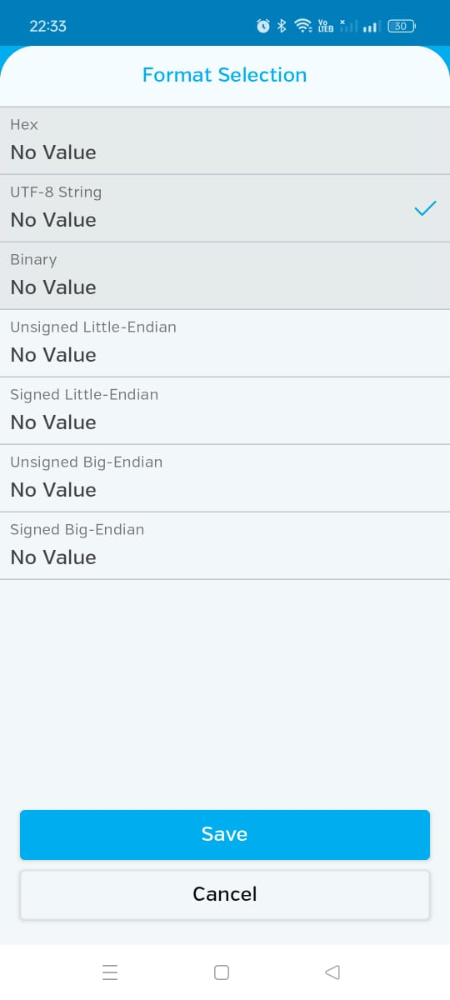 22:33
Vo
LTE
30
Format Selection
Hex
No Value
UTF-8 String
No Value
Binary
No Value
Unsigned Little-Endian
No Value
Signed Little-Endian
No Value
Unsigned Big-Endian
No Value
Signed Big-Endian
No Value
Save
Cancel